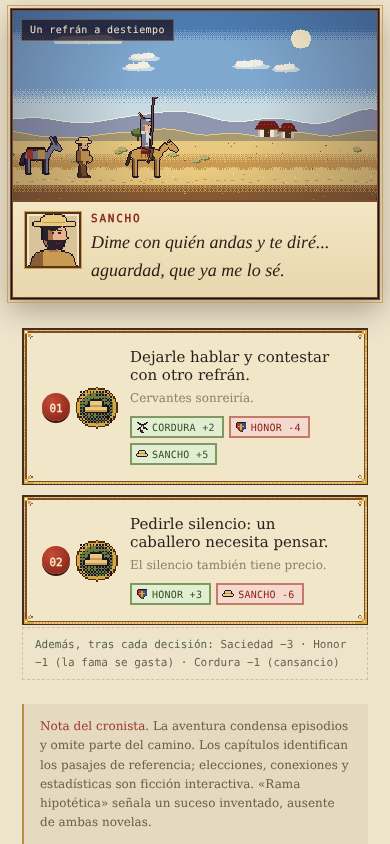 Un refrán a destiempo
SANCHO
Dime con quién andas y te diré...
aguardad, que ya me lo sé.
01
Dejarle hablar y contestar
con otro refrán.
Cervantes sonreiría.
CORDURA +2
HONOR -4
SANCHO +5
02
Pedirle silencio: un
caballero necesita pensar.
El silencio también tiene precio.
HONOR +3
SANCHO -6
Además, tras cada decisión: Saciedad −3 · Honor
−1 (la fama se gasta) · Cordura −1 (cansancio)
Nota del cronista. La aventura condensa episodios
y omite parte del camino. Los capítulos identifican
los pasajes de referencia; elecciones, conexiones y
estadísticas son ficción interactiva. «Rama
hipotética» señala un suceso inventado, ausente
de ambas novelas.